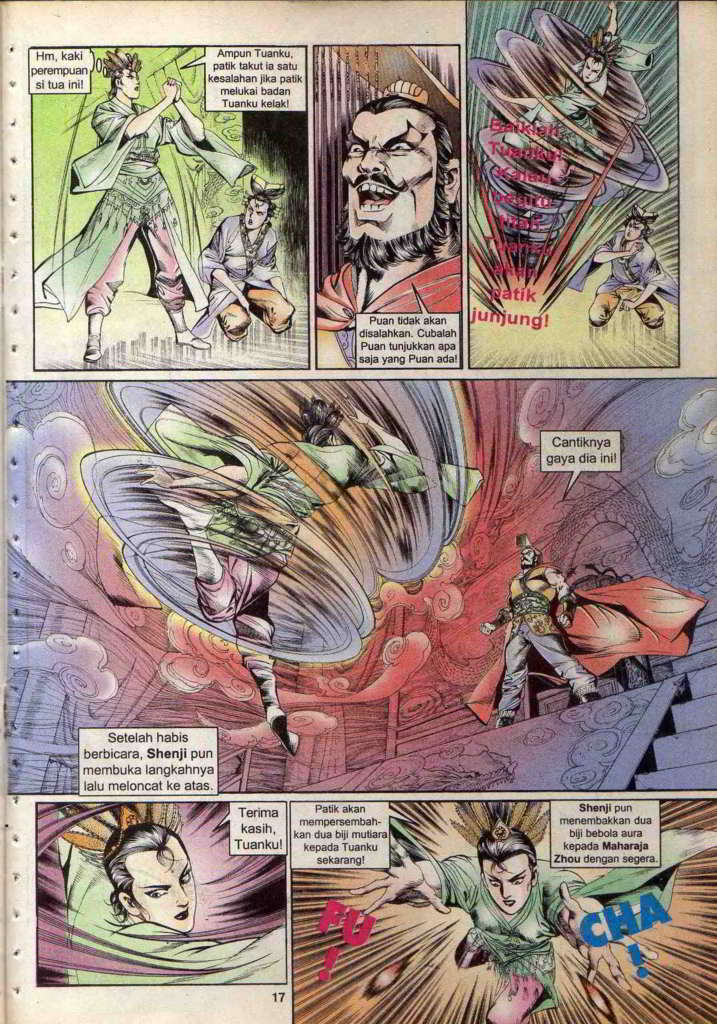 Hm, kaki
perempuan
si tua ini!
Ampun Tuanku,
patik takut ia satu
kesalahan jika patik
melukai badan
Tuanku kelak!
Puan tidak akan
disalahkan. Cubalah
Puan tunjukkan apa
saja yang Puan ada!
Baiklah
Tuanku!
Kalau
begitu
titah
Tuanku
akan
patik
junjung!
Cantiknya
gaya dia ini!
Setelah habis
berbicara, Shenji pun
membuka langkahnya
lalu meloncat ke atas.
Terima
kasih,
Tuanku!
Patik akan
mempersembah-
kan dua biji mutiara
kepada Tuanku
sekarang!
Shenji pun
menembakkan dua
biji bebola aura
kepada Maharaja
Zhou dengan segera.
FU
!
CHA
!
17